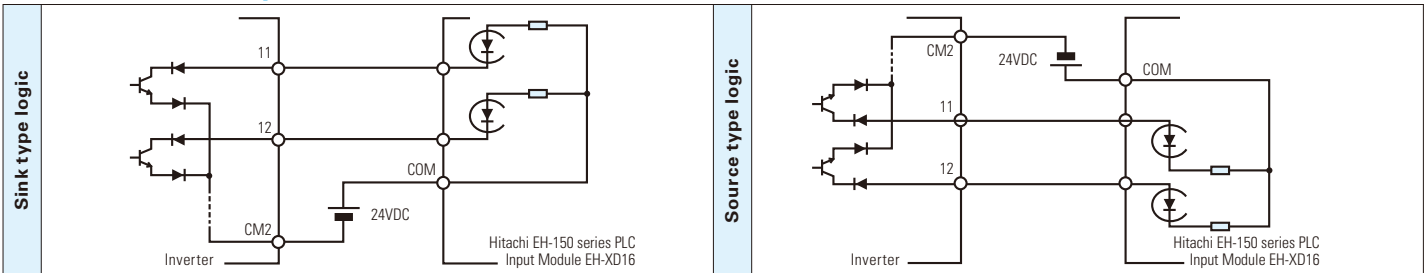 Sink type logic
11
12
COM
24VDC
CM2
Inverter
Hitachi EH-150 series PLC
Input Module EH-XD16
Source type logic
CM2
24VDC
COM
11
12
Inverter
Hitachi EH-150 series PLC
Input Module EH-XD16